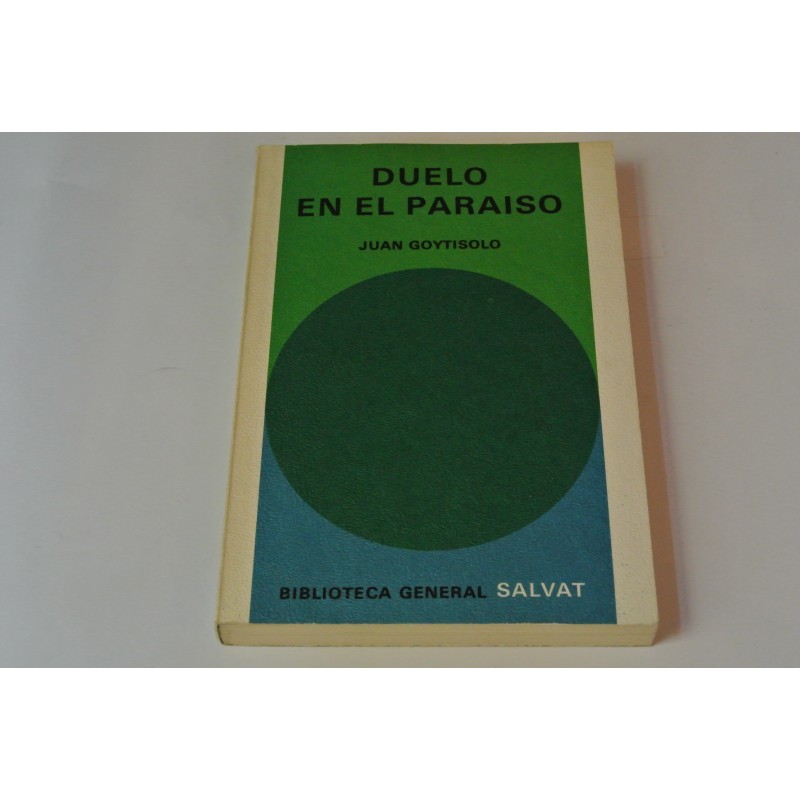 DUELO
EN EL PARAISO
JUAN GOYTISOLO
BIBLIOTECA GENERAL SALVAT